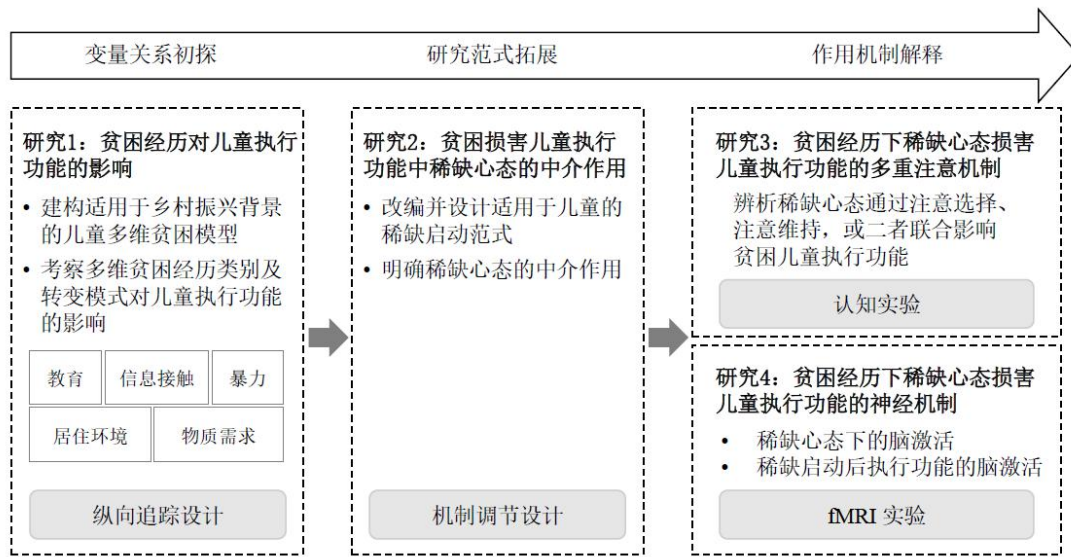 变量关系初探
研究范式拓展
作用机制解释
研究1：贫困经历对儿童执行
功能的影响
• 建构适用于乡村振兴背景
的儿童多维贫困模型
• 考察多维贫困经历类别及
转变模式对儿童执行功能
的影响
教育
信息接触
暴力
居住环境
物质需求
纵向追踪设计
研究2：贫困损害儿童执行
功能中稀缺心态的中介作用
• 改编并设计适用于儿童的
稀缺启动范式
• 明确稀缺心态的中介作用
机制调节设计
研究3：贫困经历下稀缺心态损害
儿童执行功能的多重注意机制
辨析稀缺心态通过注意选择、
注意维持，或二者联合影响
贫困儿童执行功能
认知实验
研究4：贫困经历下稀缺心态损害
儿童执行功能的神经机制
• 稀缺心态下的脑激活
• 稀缺启动后执行功能的脑激活
fMRI 实验